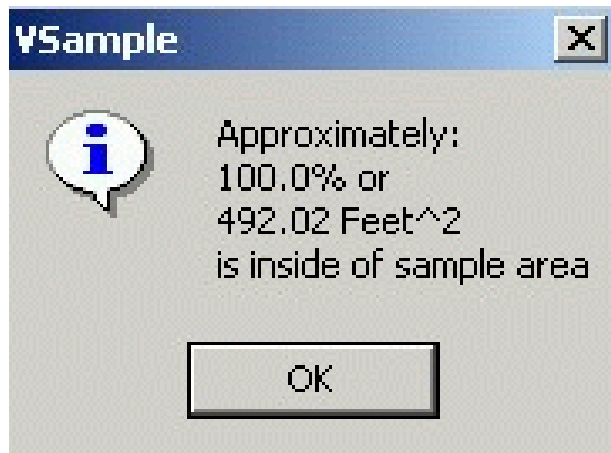 VSample
Approximately:
100.0% or
492.02 Feet^2
is inside of sample area
OK